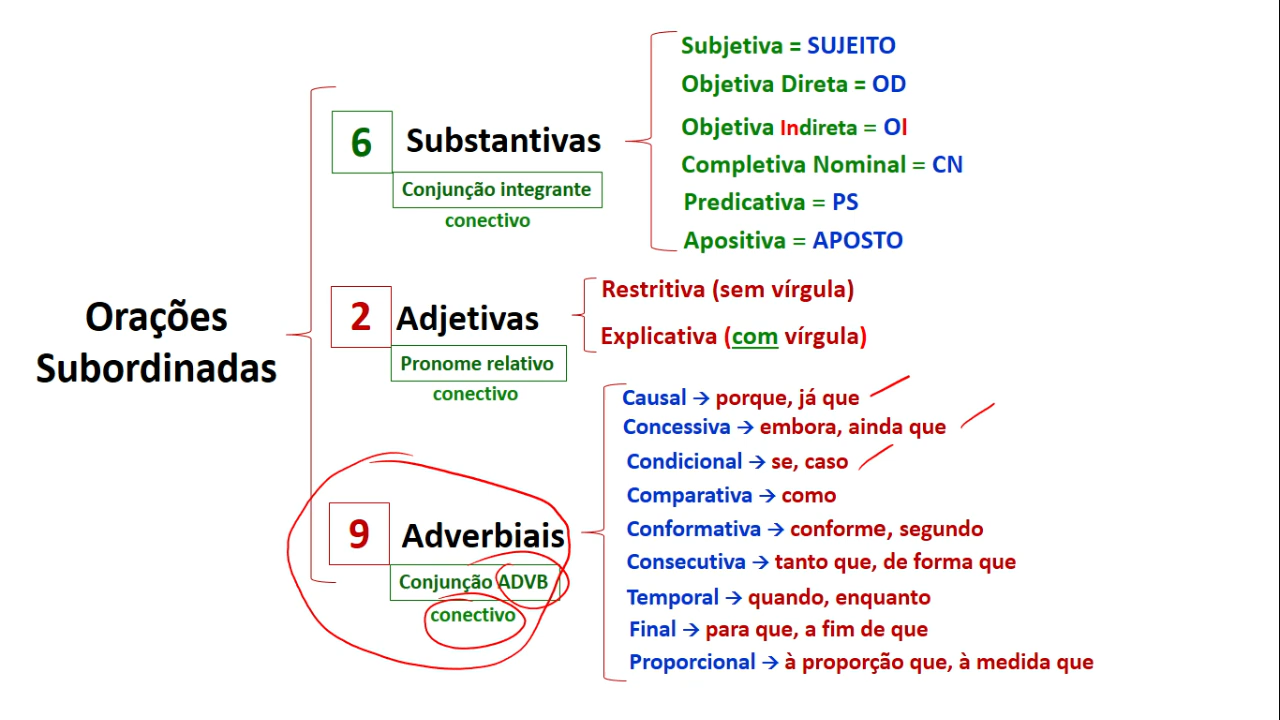 Orações
Subordinadas
6 Substantivas
Conjunção integrante
conectivo
Subjetiva = SUJEITO
Objetiva Direta = OD
Objetiva Indireta = OI
Completiva Nominal = CN
Predicativa = PS
Apositiva = APOSTO
2 Adjetivas
Pronome relativo
conectivo
Restritiva (sem vírgula)
Explicativa (com vírgula)
9 Adverbiais
Conjunção ADVB
conectivo
Causal → porque, já que
Concessiva → embora, ainda que
Condicional → se, caso
Comparativa → como
Conformativa → conforme, segundo
Consecutiva → tanto que, de forma que
Temporal → quando, enquanto
Final → para que, a fim de que
Proporcional → à proporção que, à medida que